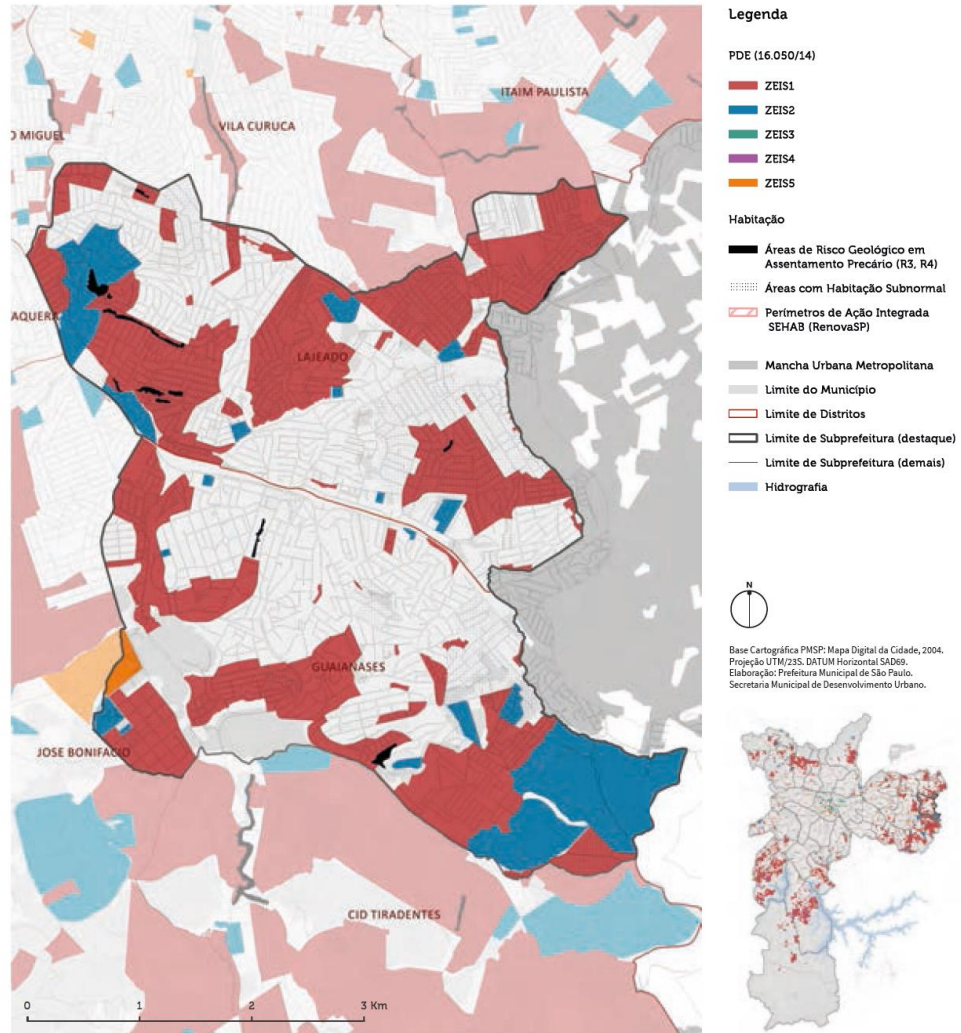 Legenda
PDE (16.050/14)
ZEIS1
ZEIS2
ZEIS3
ZEIS4
ZEIS5
Habitação
Áreas de Risco Geológico em
Assentamento Precário (R3, R4)
Áreas com Habitação Subnormal
Perímetros de Ação Integrada
SEHAB (RenovaSP)
Mancha Urbana Metropolitana
Limite do Município
Limite de Distritos
Limite de Subprefeitura (destaque)
Limite de Subprefeitura (demais)
Hidrografia
N
Base Cartográfica PMSP: Mapa Digital da Cidade, 2004.
Projeção UTM/23S. DATUM Horizontal SAD69.
Elaboração: Prefeitura Municipal de São Paulo.
Secretaria Municipal de Desenvolvimento Urbano.
ITAIM PAULISTA
VILA CURUCA
O MIGUEL
AQUERA
LAJEADO
GUAIANASES
JOSE BONIFACIO
CID TIRADENTES
0 1 2 3 Km